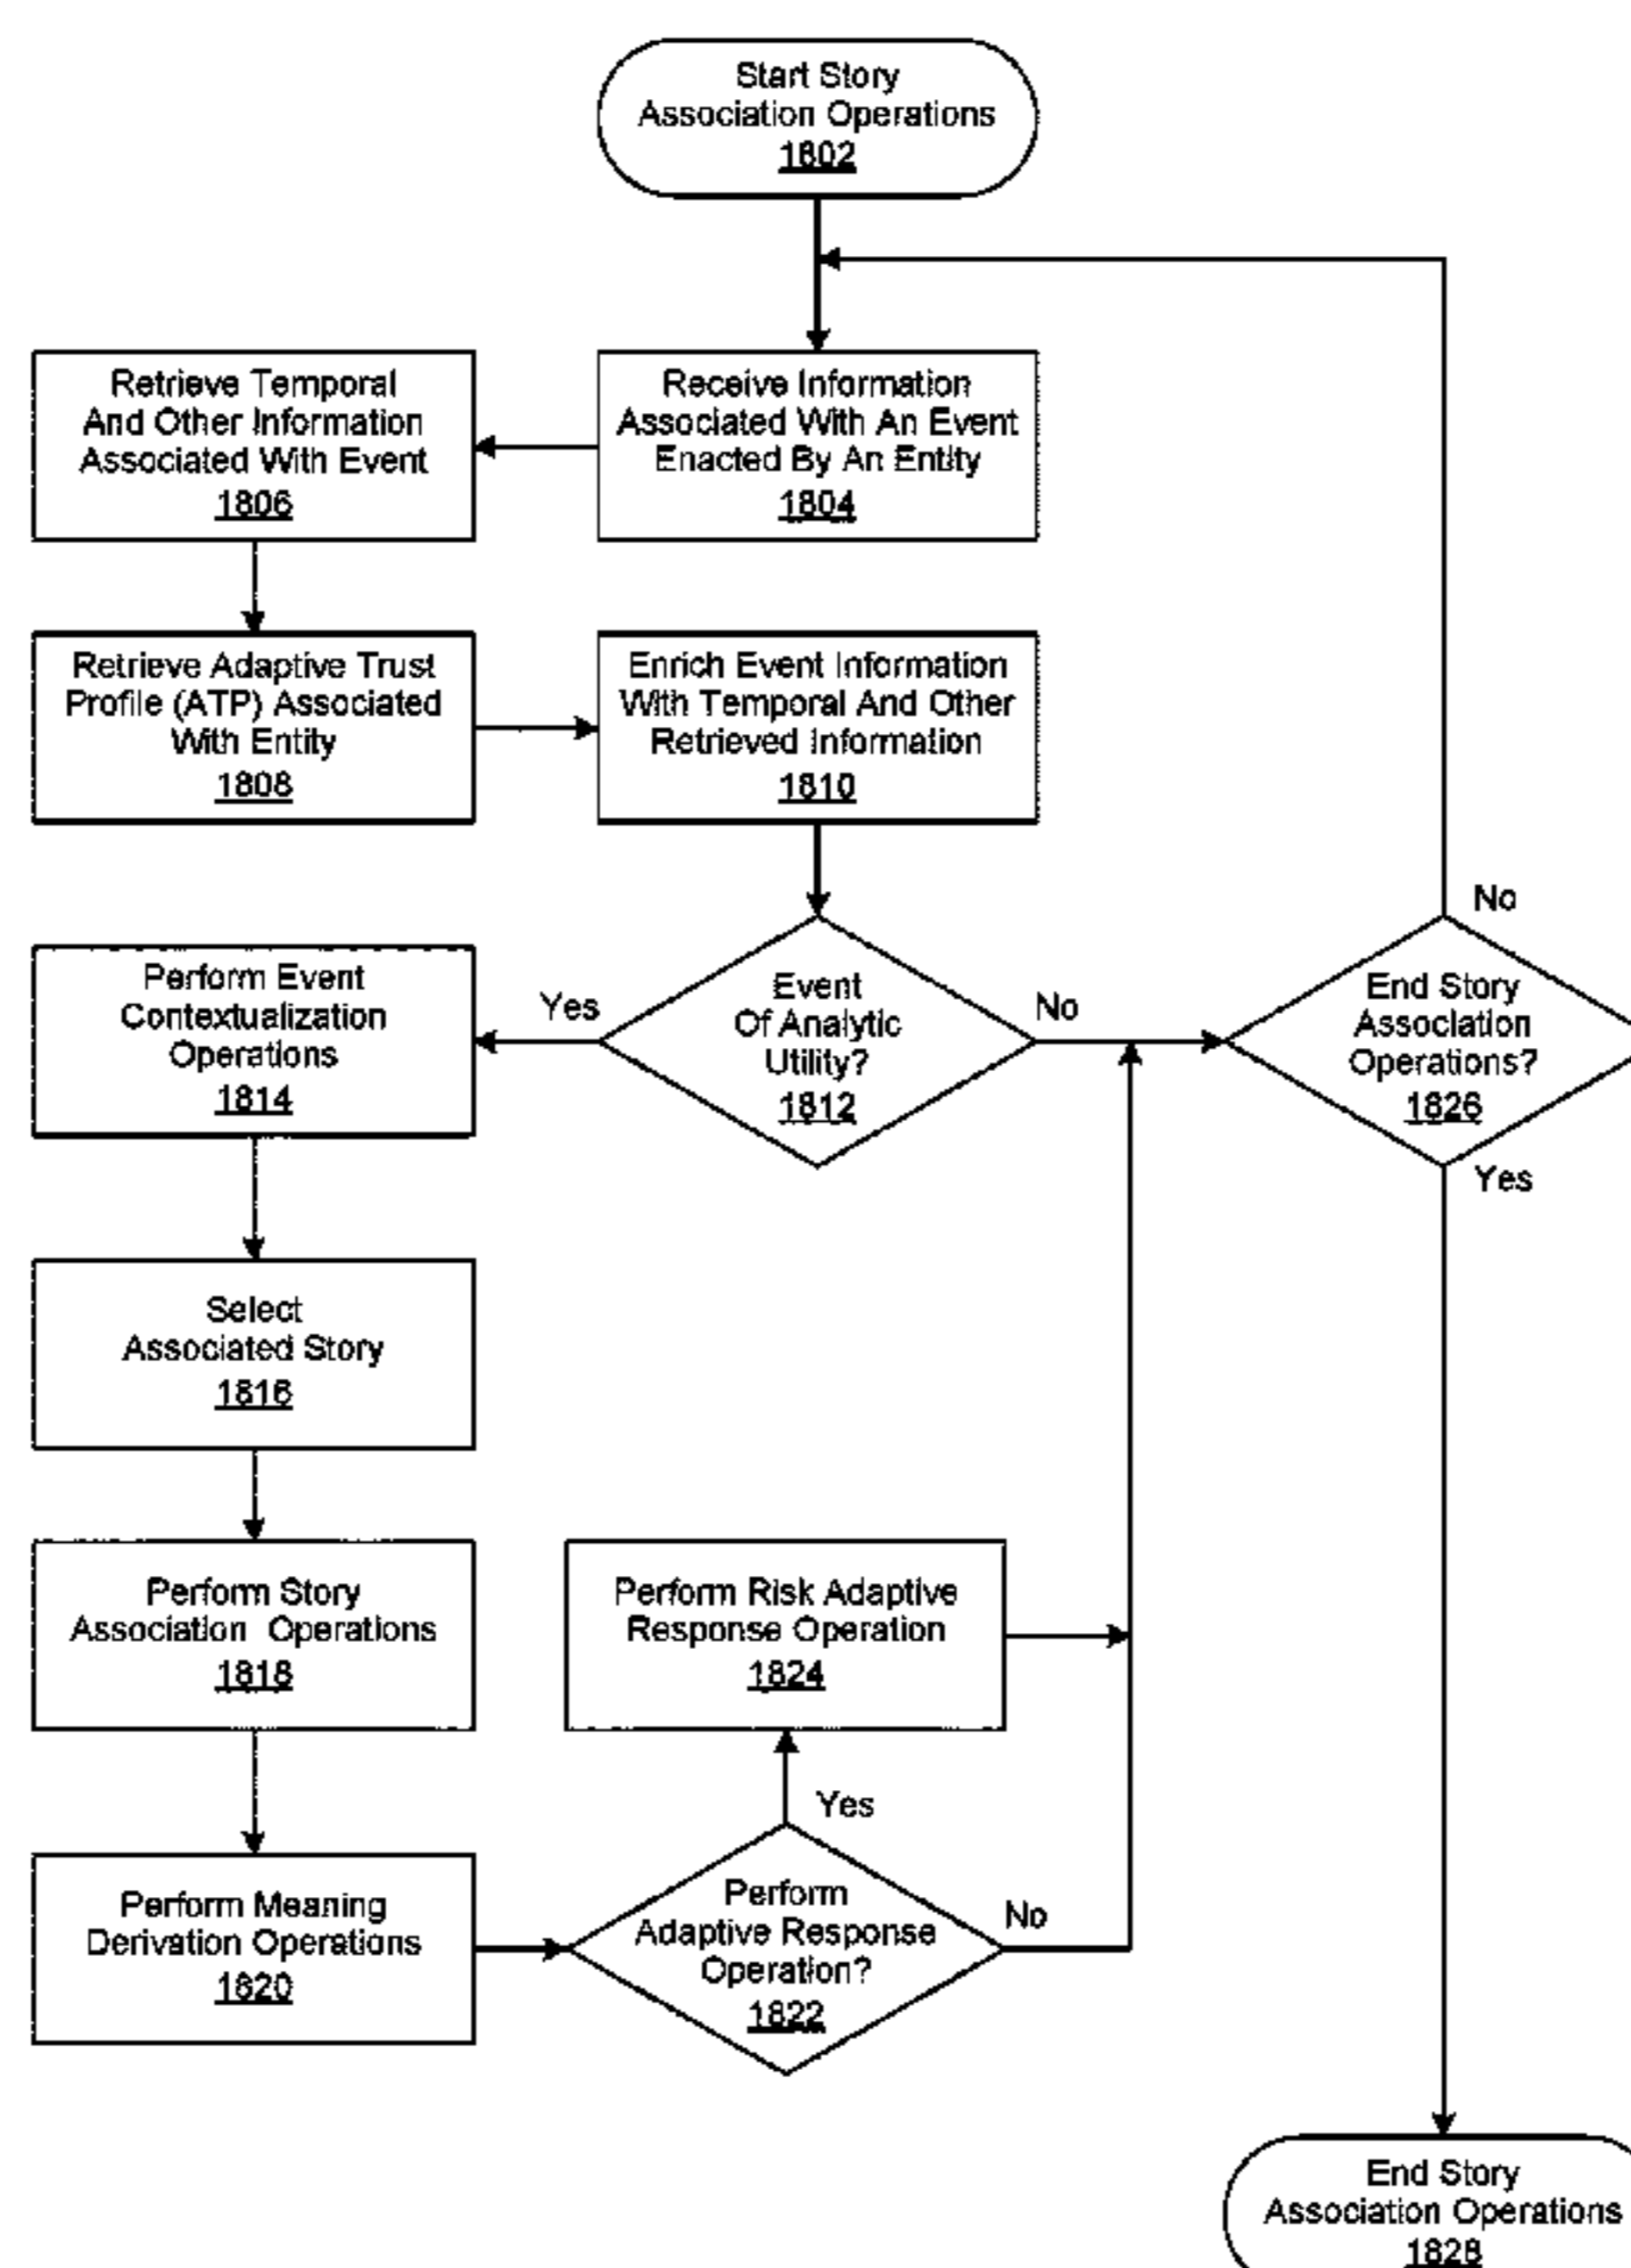 Start Story
Association Operations
1802
Receive Information
Associated With An Event
Enacted By An Entity
1804
Retrieve Temporal
And Other Information
Associated With Event
1806
Retrieve Adaptive Trust
Profile (ATP) Associated
With Entity
1808
Enrich Event Information
With Temporal And Other
Retrieved Information
1810
Event
Of Analytic
Utility?
1812
Yes
No
Perform Event
Contextualization
Operations
1814
Select
Associated Story
1816
Perform Story
Association Operations
1818
Perform Meaning
Derivation Operations
1820
Perform
Adaptive Response
Operation?
1822
Yes
No
Perform Risk Adaptive
Response Operation
1824
End Story
Association
Operations?
1826
No
Yes
End Story
Association Operations
1828